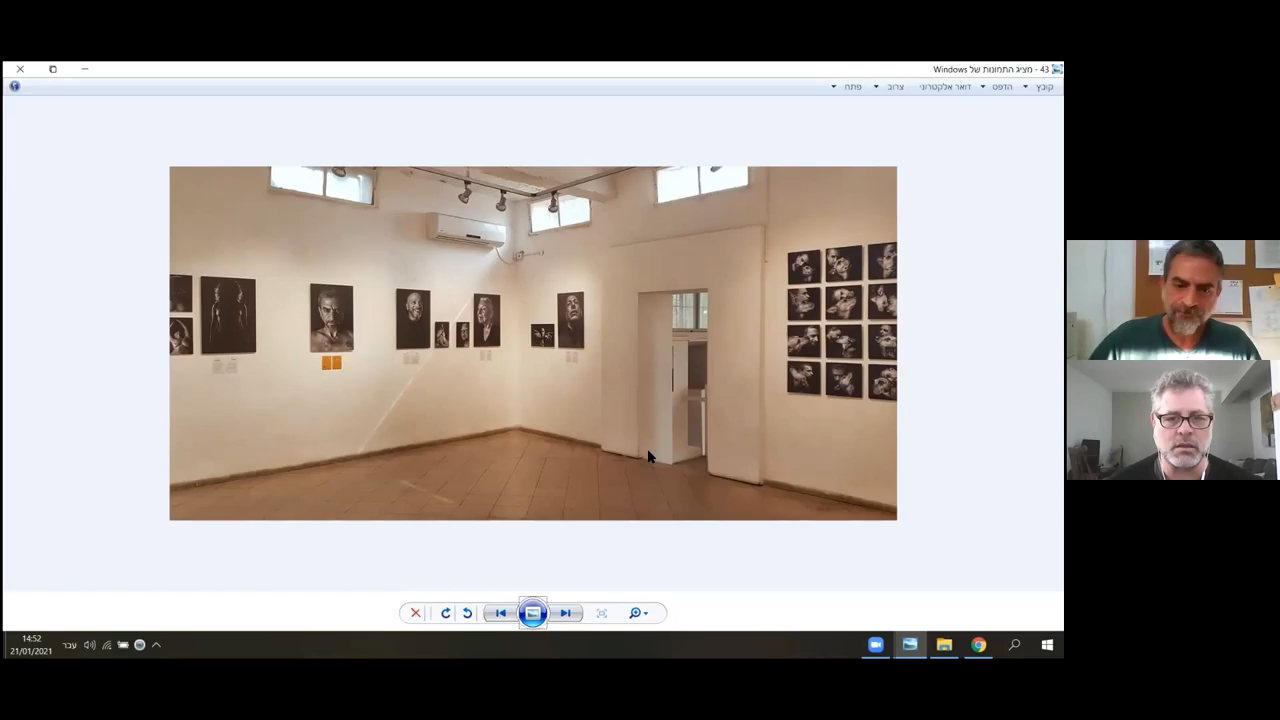 43 - מציג התמונות של Windows
קובץ הדפס דואר אלקטרוני צרוב פתח
14:52
עבר
21/01/2021